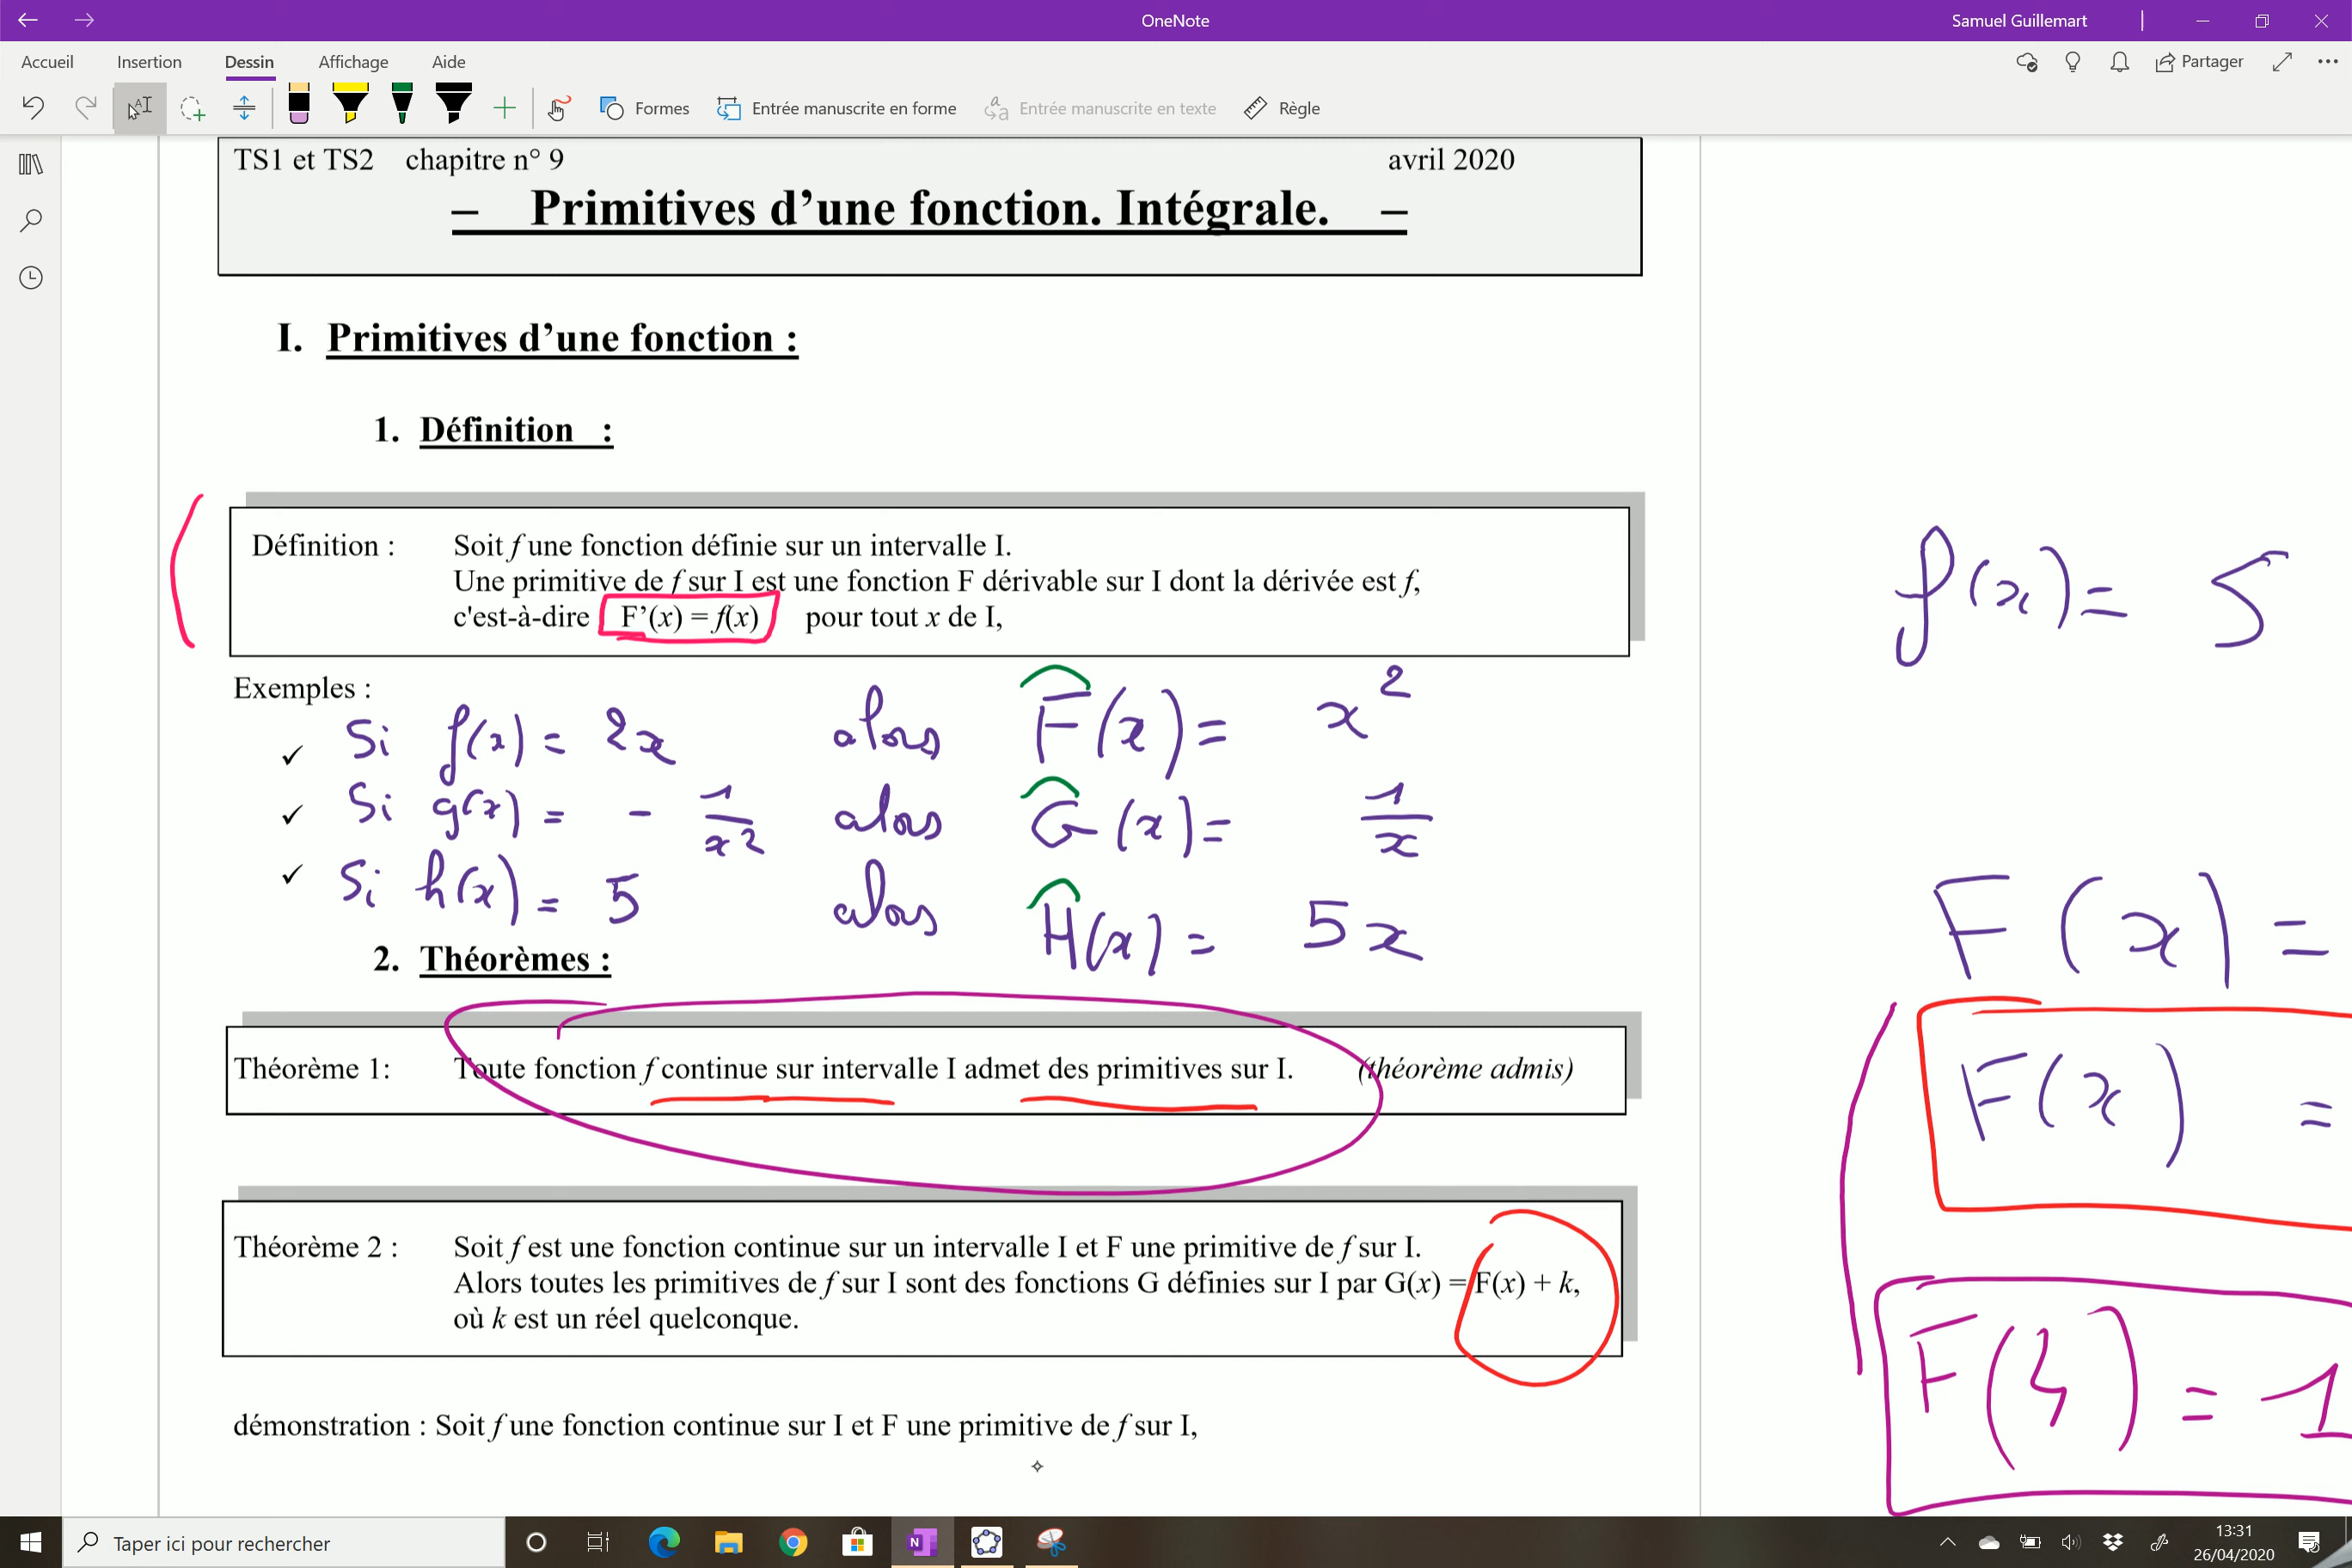 OneNote
Samuel Guillemart
Accueil Insertion Dessin Affichage Aide
Partager
Formes Entrée manuscrite en forme Entrée manuscrite en texte Règle
TS1 et TS2 chapitre n° 9 avril 2020
– Primitives d’une fonction. Intégrale. –
I. Primitives d’une fonction :
1. Définition :
Définition : Soit f une fonction définie sur un intervalle I.
Une primitive de f sur I est une fonction F dérivable sur I dont la dérivée est f,
c'est-à-dire F’(x) = f(x) pour tout x de I,
f(x) = 5
Exemples :
✓ Si f(x) = 2x alors F(x) = x²
✓ Si g(x) = - 1/x² alors G(x) = 1/x
✓ Si h(x) = 5 alors H(x) = 5x
F(x) =
2. Théorèmes :
Théorème 1: Toute fonction f continue sur intervalle I admet des primitives sur I. (théorème admis)
F(x) =
Théorème 2 : Soit f est une fonction continue sur un intervalle I et F une primitive de f sur I.
Alors toutes les primitives de f sur I sont des fonctions G définies sur I par G(x) = F(x) + k,
où k est un réel quelconque.
démonstration : Soit f une fonction continue sur I et F une primitive de f sur I,
Taper ici pour rechercher
13:31
26/04/2020